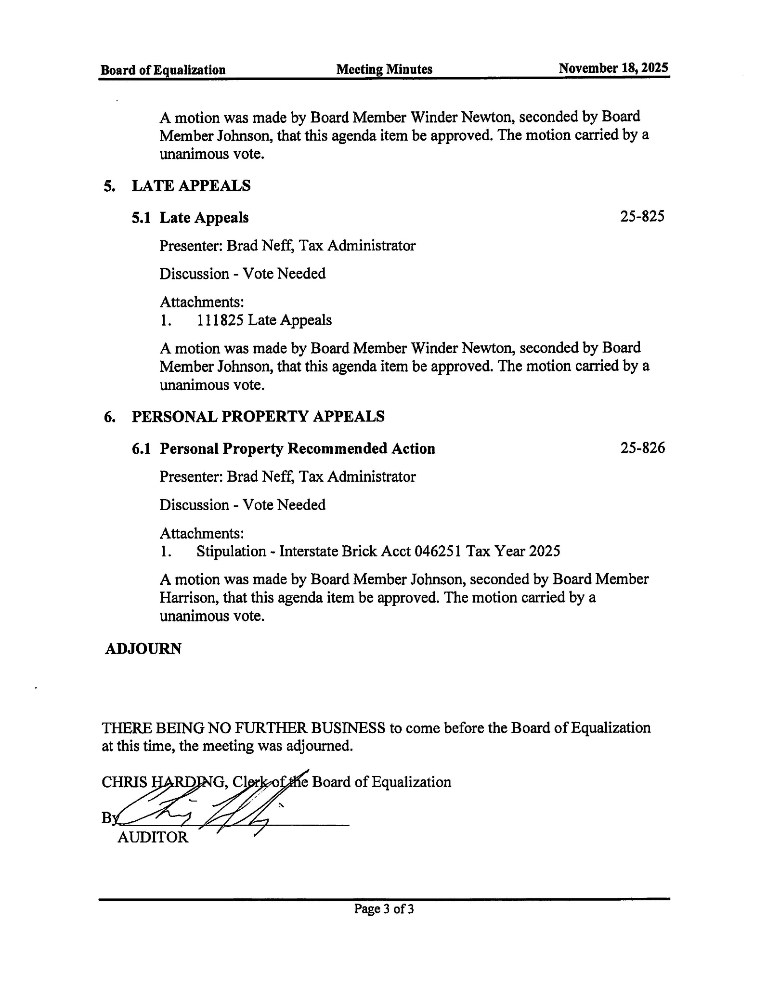 Board of Equalization Meeting Minutes November 18, 2025
A motion was made by Board Member Winder Newton, seconded by Board
Member Johnson, that this agenda item be approved. The motion carried by a
unanimous vote.
5. LATE APPEALS
5.1 Late Appeals 25-825
Presenter: Brad Neff, Tax Administrator
Discussion - Vote Needed
Attachments:
1. 111825 Late Appeals
A motion was made by Board Member Winder Newton, seconded by Board
Member Johnson, that this agenda item be approved. The motion carried by a
unanimous vote.
6. PERSONAL PROPERTY APPEALS
6.1 Personal Property Recommended Action 25-826
Presenter: Brad Neff, Tax Administrator
Discussion - Vote Needed
Attachments:
1. Stipulation - Interstate Brick Acct 046251 Tax Year 2025
A motion was made by Board Member Johnson, seconded by Board Member
Harrison, that this agenda item be approved. The motion carried by a
unanimous vote.
ADJOURN
THERE BEING NO FURTHER BUSINESS to come before the Board of Equalization
at this time, the meeting was adjourned.
CHRIS HARDING, Clerk of the Board of Equalization
By
AUDITOR
Page 3 of 3